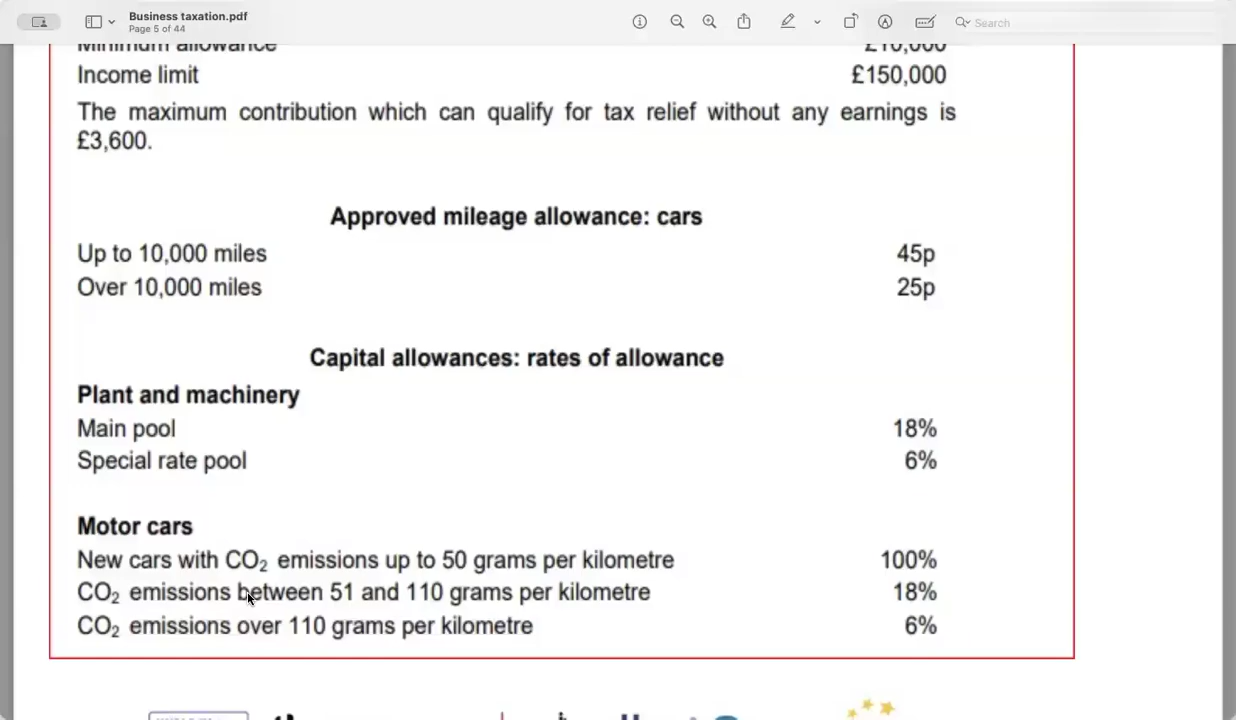 Business taxation.pdf
Page 5 of 44
Search
Minimum allowance £10,000
Income limit £150,000
The maximum contribution which can qualify for tax relief without any earnings is
£3,600.
Approved mileage allowance: cars
Up to 10,000 miles 45p
Over 10,000 miles 25p
Capital allowances: rates of allowance
Plant and machinery
Main pool 18%
Special rate pool 6%
Motor cars
New cars with CO₂ emissions up to 50 grams per kilometre 100%
CO₂ emissions between 51 and 110 grams per kilometre 18%
CO₂ emissions over 110 grams per kilometre 6%